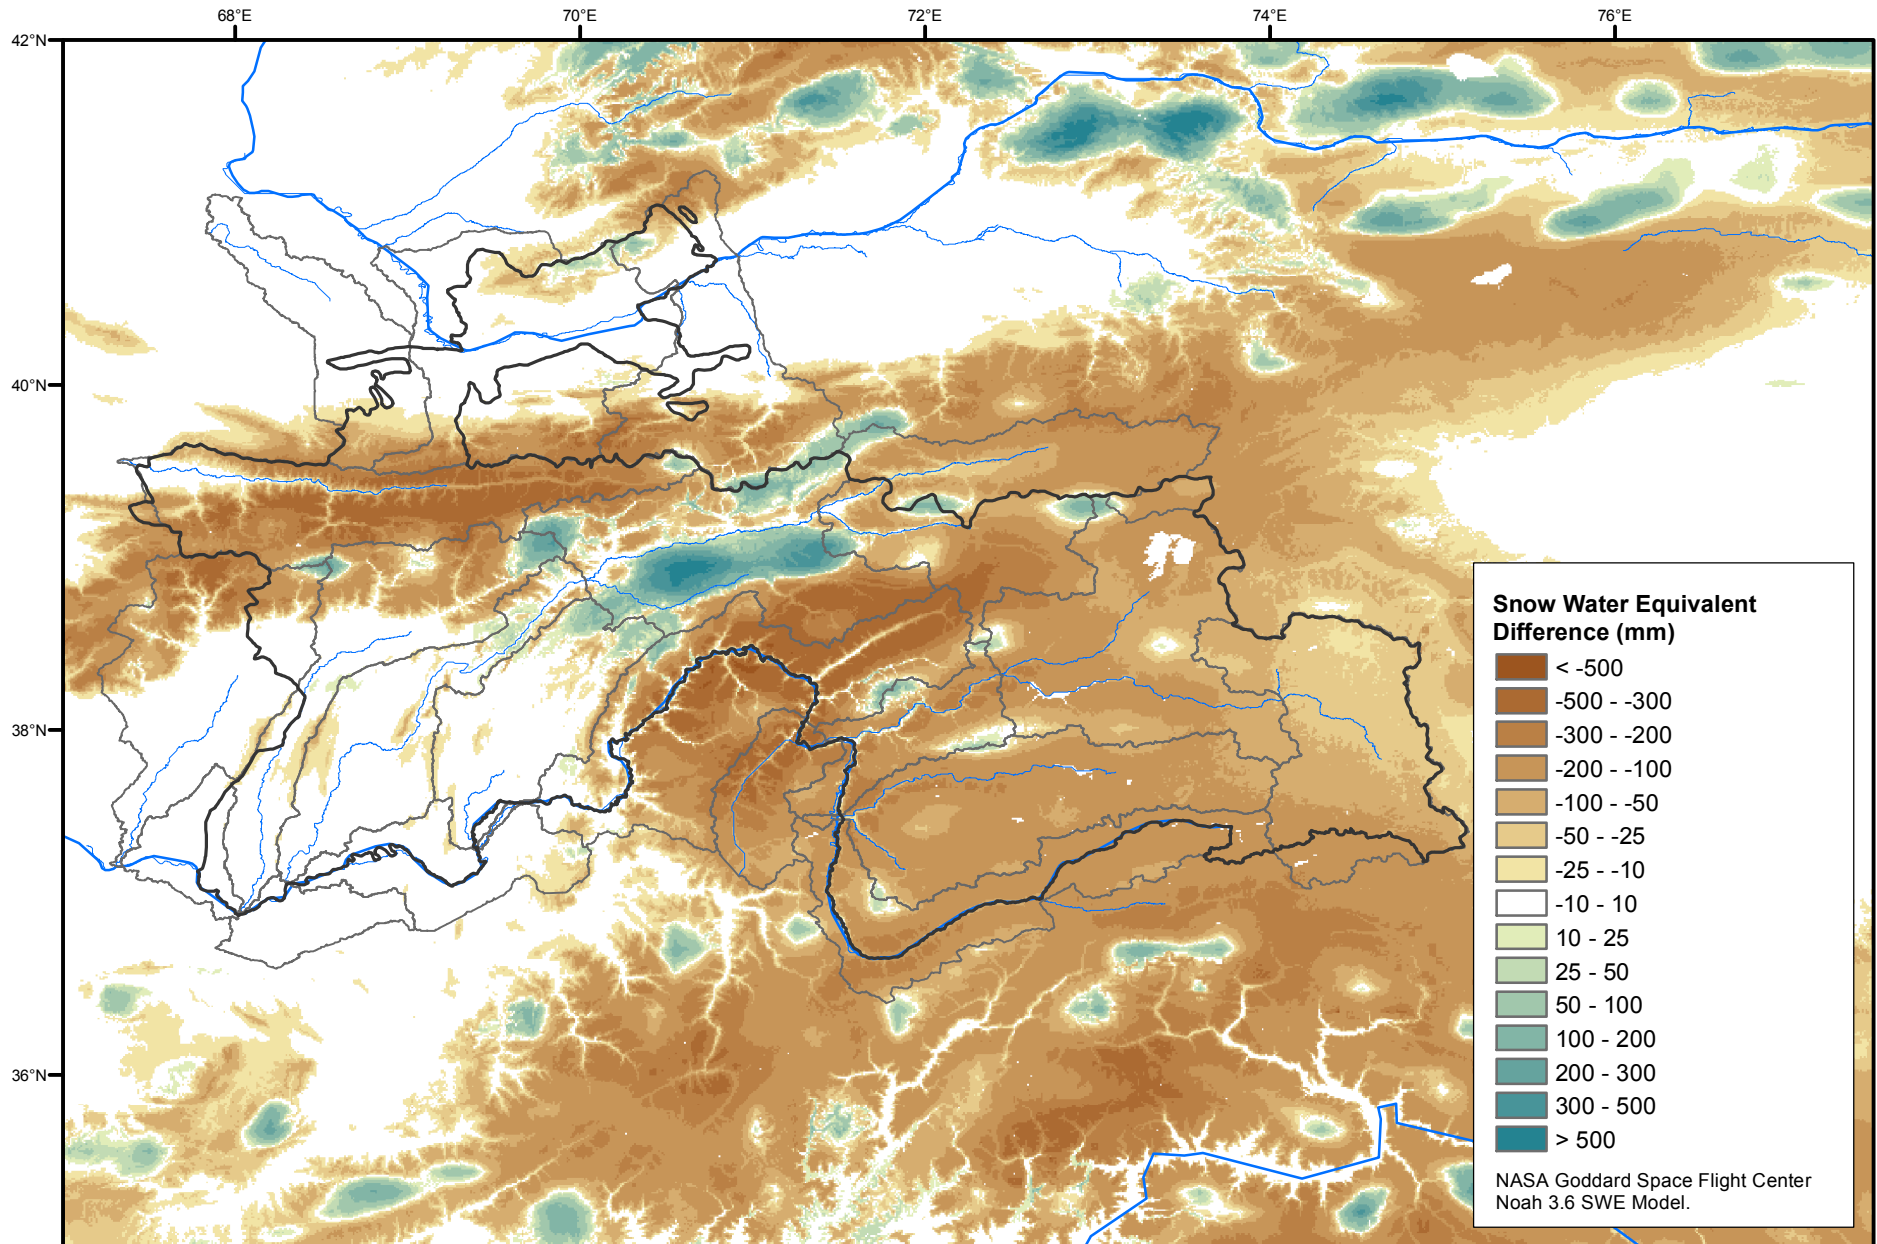 68°E
70°E
72°E
74°E
76°E
42°N
40°N
38°N
36°N
Snow Water Equivalent
Difference (mm)
< -500
-500 - -300
-300 - -200
-200 - -100
-100 - -50
-50 - -25
-25 - -10
-10 - 10
10 - 25
25 - 50
50 - 100
100 - 200
200 - 300
300 - 500
> 500
NASA Goddard Space Flight Center
Noah 3.6 SWE Model.